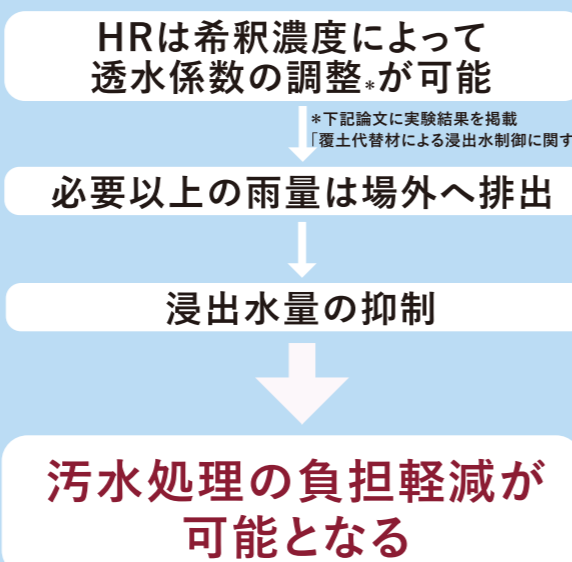 HRは希釈濃度によって
透水係数の調整*が可能
*下記論文に実験結果を掲載
「覆土代替材による浸出水制御に関す
必要以上の雨量は場外へ排出
浸出水量の抑制
汚水処理の負担軽減が
可能となる